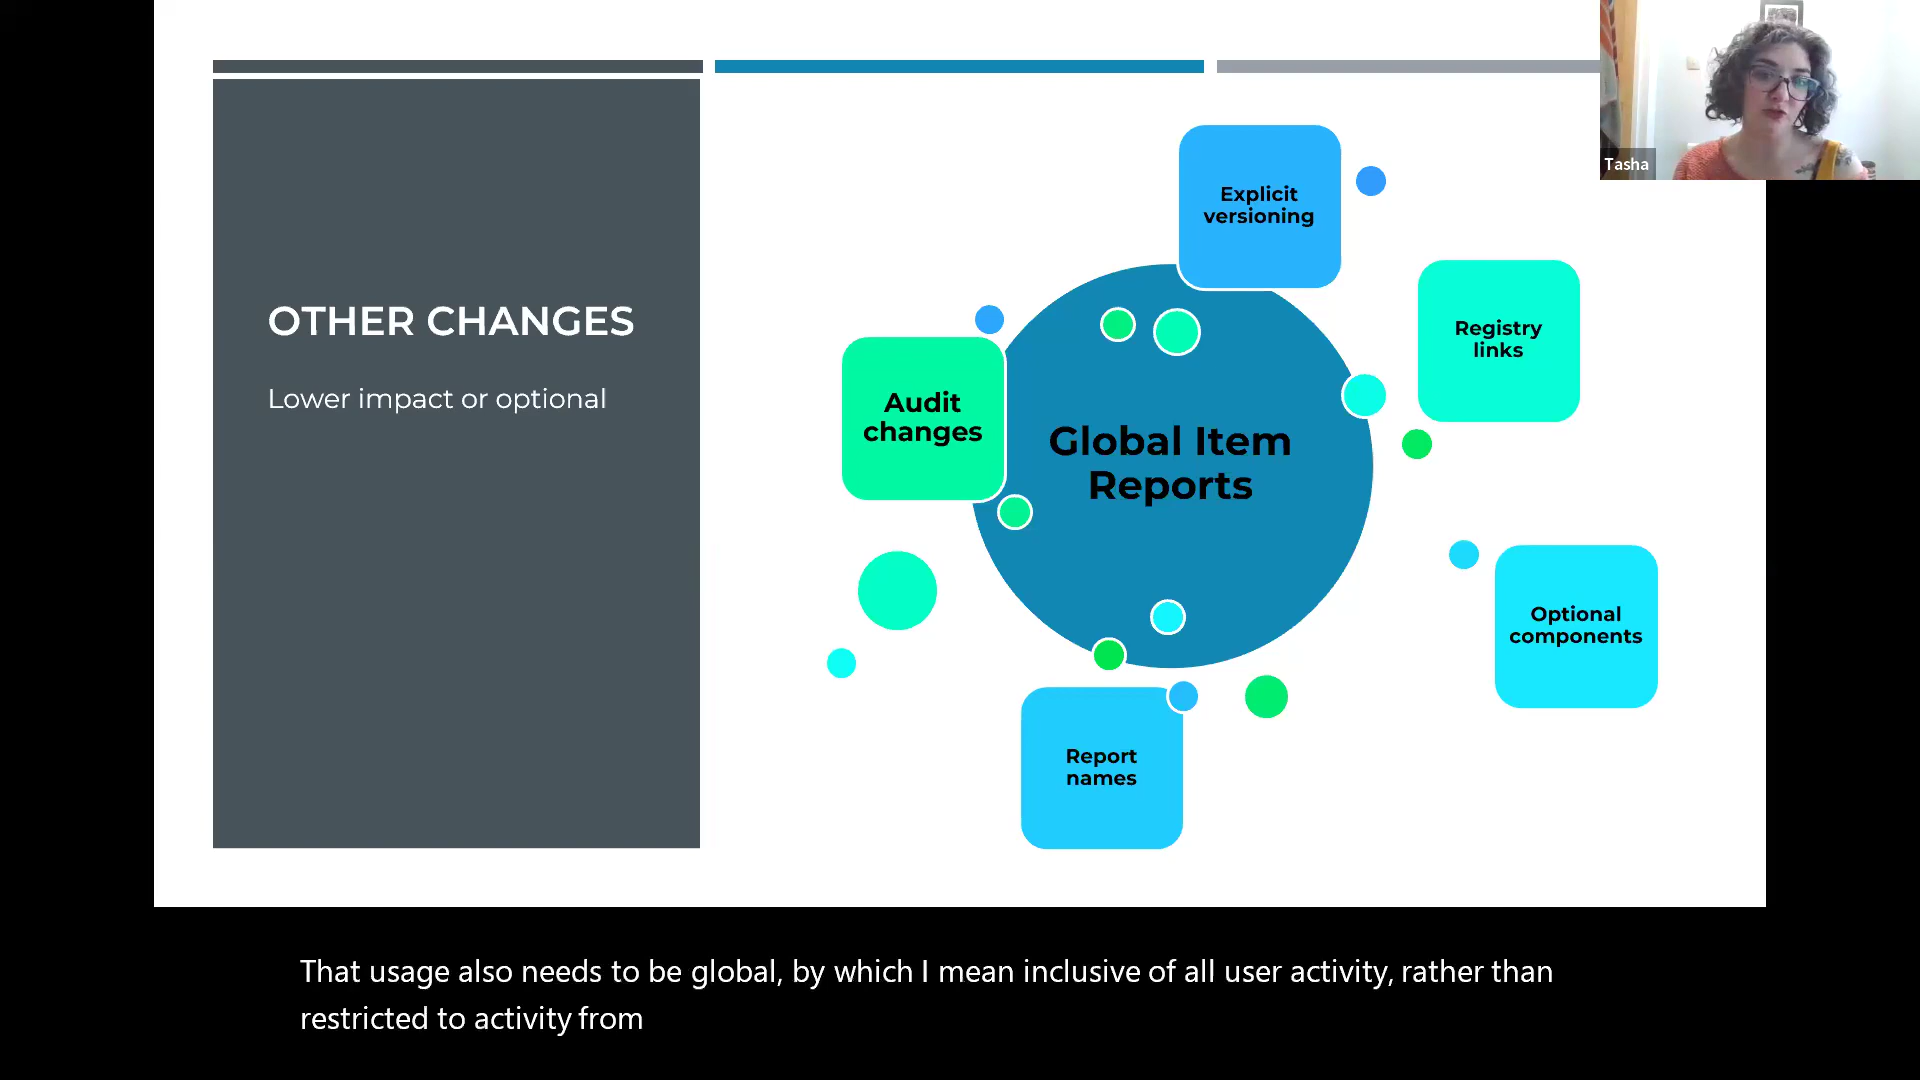 OTHER CHANGES
Lower impact or optional
Explicit
versioning
Registry
links
Audit
changes
Global Item
Reports
Optional
components
Report
names
Tasha
That usage also needs to be global, by which I mean inclusive of all user activity, rather than
restricted to activity from